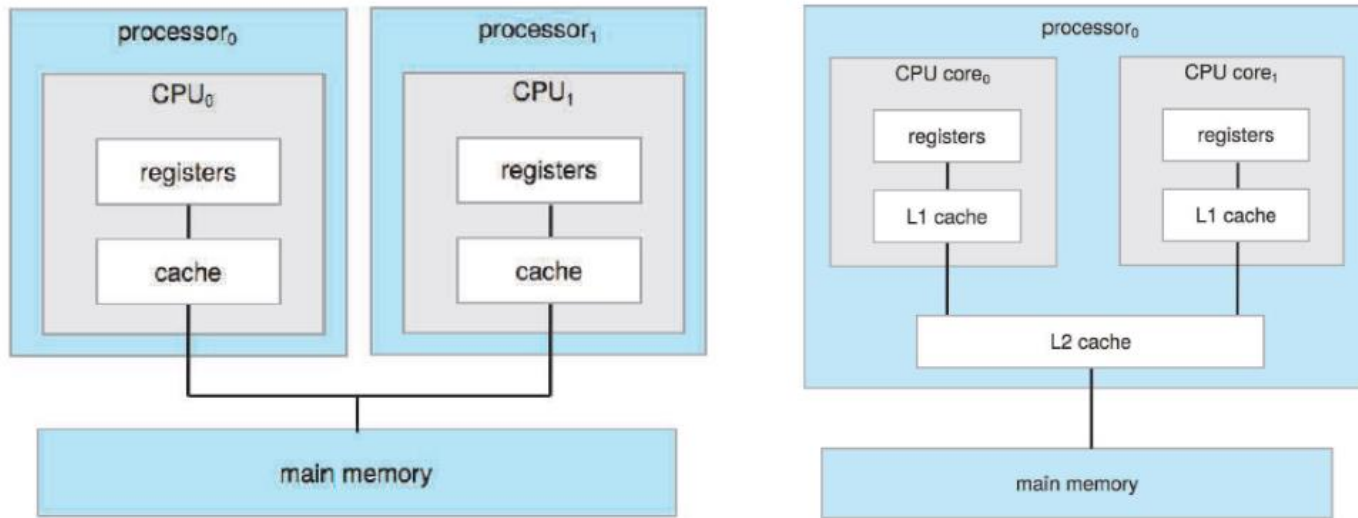 processor₀
CPU₀
registers
cache
processor₁
CPU₁
registers
cache
main memory
processor₀
CPU core₀
registers
L1 cache
CPU core₁
registers
L1 cache
L2 cache
main memory